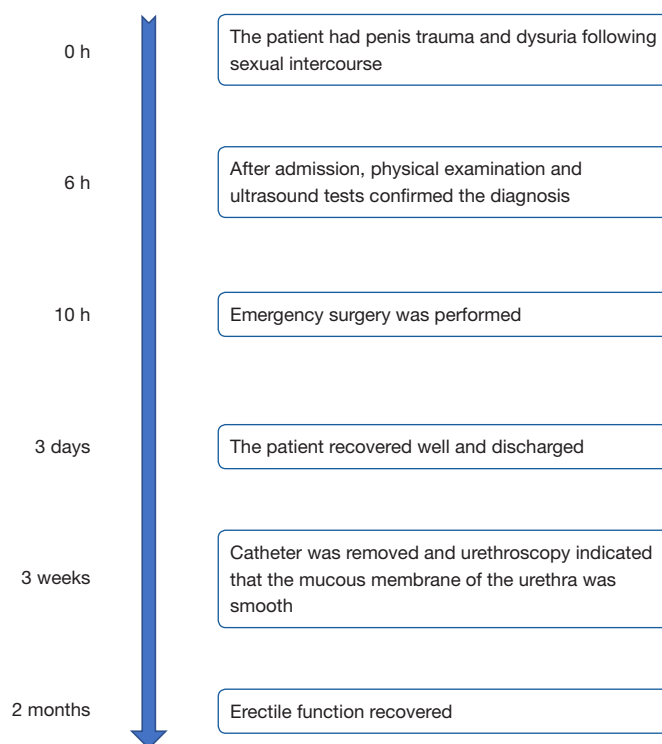 0 h
The patient had penis trauma and dysuria following
sexual intercourse
6 h
After admission, physical examination and
ultrasound tests confirmed the diagnosis
10 h
Emergency surgery was performed
3 days
The patient recovered well and discharged
3 weeks
Catheter was removed and urethroscopy indicated
that the mucous membrane of the urethra was
smooth
2 months
Erectile function recovered